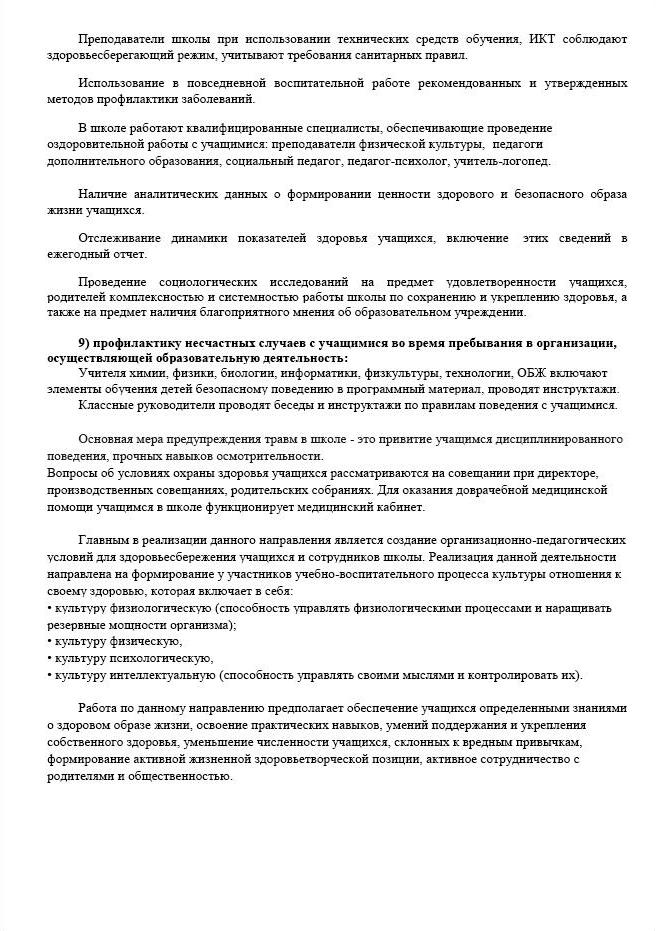 Преподаватели школы при использовании технических средств обучения, ИКТ соблюдают
здоровьесберегающий режим, учитывают требования санитарных правил.
Использование в повседневной воспитательной работе рекомендованных и утвержденных
методов профилактики заболеваний.
В школе работают квалифицированные специалисты, обеспечивающие проведение
оздоровительной работы с учащимися: преподаватели физической культуры, педагоги
дополнительного образования, социальный педагог, педагог-психолог, учитель-логопед.
Наличие аналитических данных о формировании ценности здорового и безопасного образа
жизни учащихся.
Отслеживание динамики показателей здоровья учащихся, включение этих сведений в
ежегодный отчет.
Проведение социологических исследований на предмет удовлетворенности учащихся,
родителей комплексностью и системностью работы школы по сохранению и укреплению здоровья, а
также на предмет наличия благоприятного мнения об образовательном учреждении.
9) профилактику несчастных случаев с учащимися во время пребывания в организации,
осуществляющей образовательную деятельность:
Учителя химии, физики, биологии, информатики, физкультуры, технологии, ОБЖ включают
элементы обучения детей безопасному поведению в программный материал, проводят инструктажи.
Классные руководители проводят беседы и инструктажи по правилам поведения с учащимися.
Основная мера предупреждения травм в школе - это привитие учащимся дисциплинированного
поведения, прочных навыков осмотрительности.
Вопросы об условиях охраны здоровья учащихся рассматриваются на совещании при директоре,
производственных совещаниях, родительских собраниях. Для оказания доврачебной медицинской
помощи учащимся в школе функционирует медицинский кабинет.
Главным в реализации данного направления является создание организационно-педагогических
условий для здоровьесбережения учащихся и сотрудников школы. Реализация данной деятельности
направлена на формирование у участников учебно-воспитательного процесса культуры отношения к
своему здоровью, которая включает в себя:
• культуру физиологическую (способность управлять физиологическими процессами и наращивать
резервные мощности организма);
• культуру физическую,
• культуру психологическую,
• культуру интеллектуальную (способность управлять своими мыслями и контролировать их).
Работа по данному направлению предполагает обеспечение учащихся определенными знаниями
о здоровом образе жизни, освоение практических навыков, умений поддержания и укрепления
собственного здоровья, уменьшение численности учащихся, склонных к вредным привычкам,
формирование активной жизненной здоровьетворческой позиции, активное сотрудничество с
родителями и общественностью.